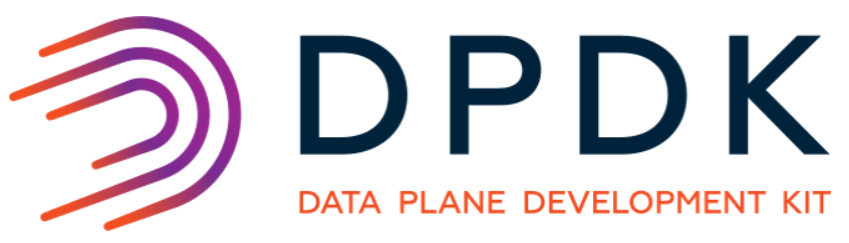 DPDK
DATA PLANE DEVELOPMENT KIT